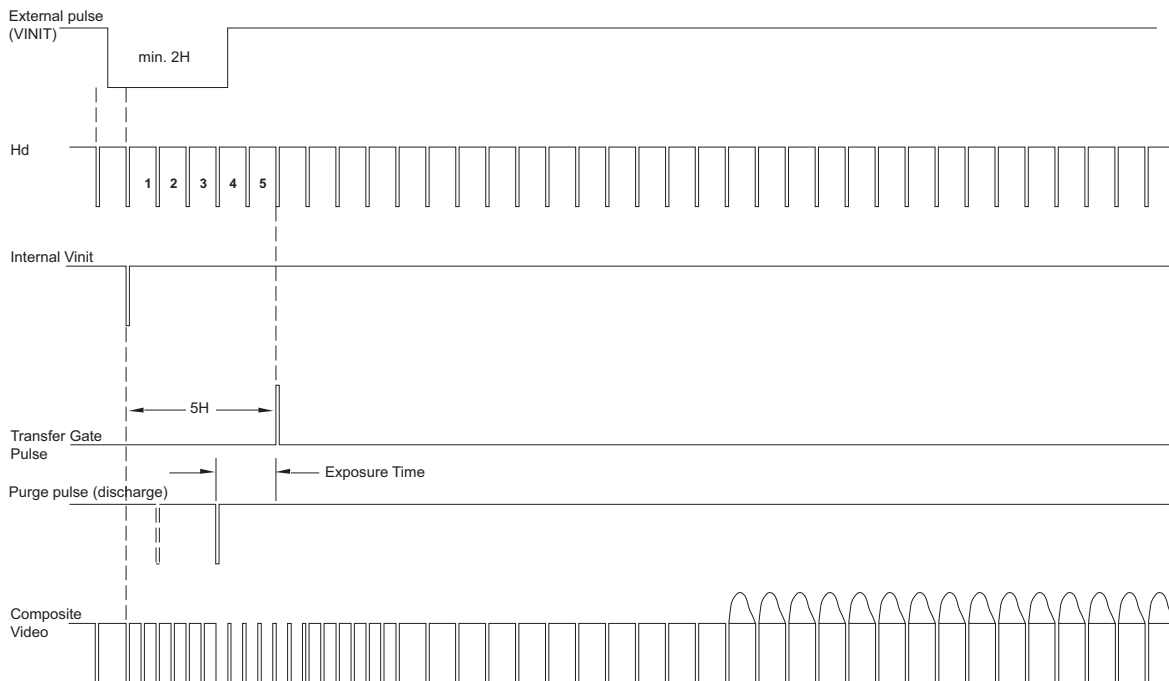 External pulse
(VINIT)
min. 2H
Hd
1 2 3 4 5
Internal Vinit
5H
Transfer Gate
Pulse
Exposure Time
Purge pulse (discharge)
Composite
Video